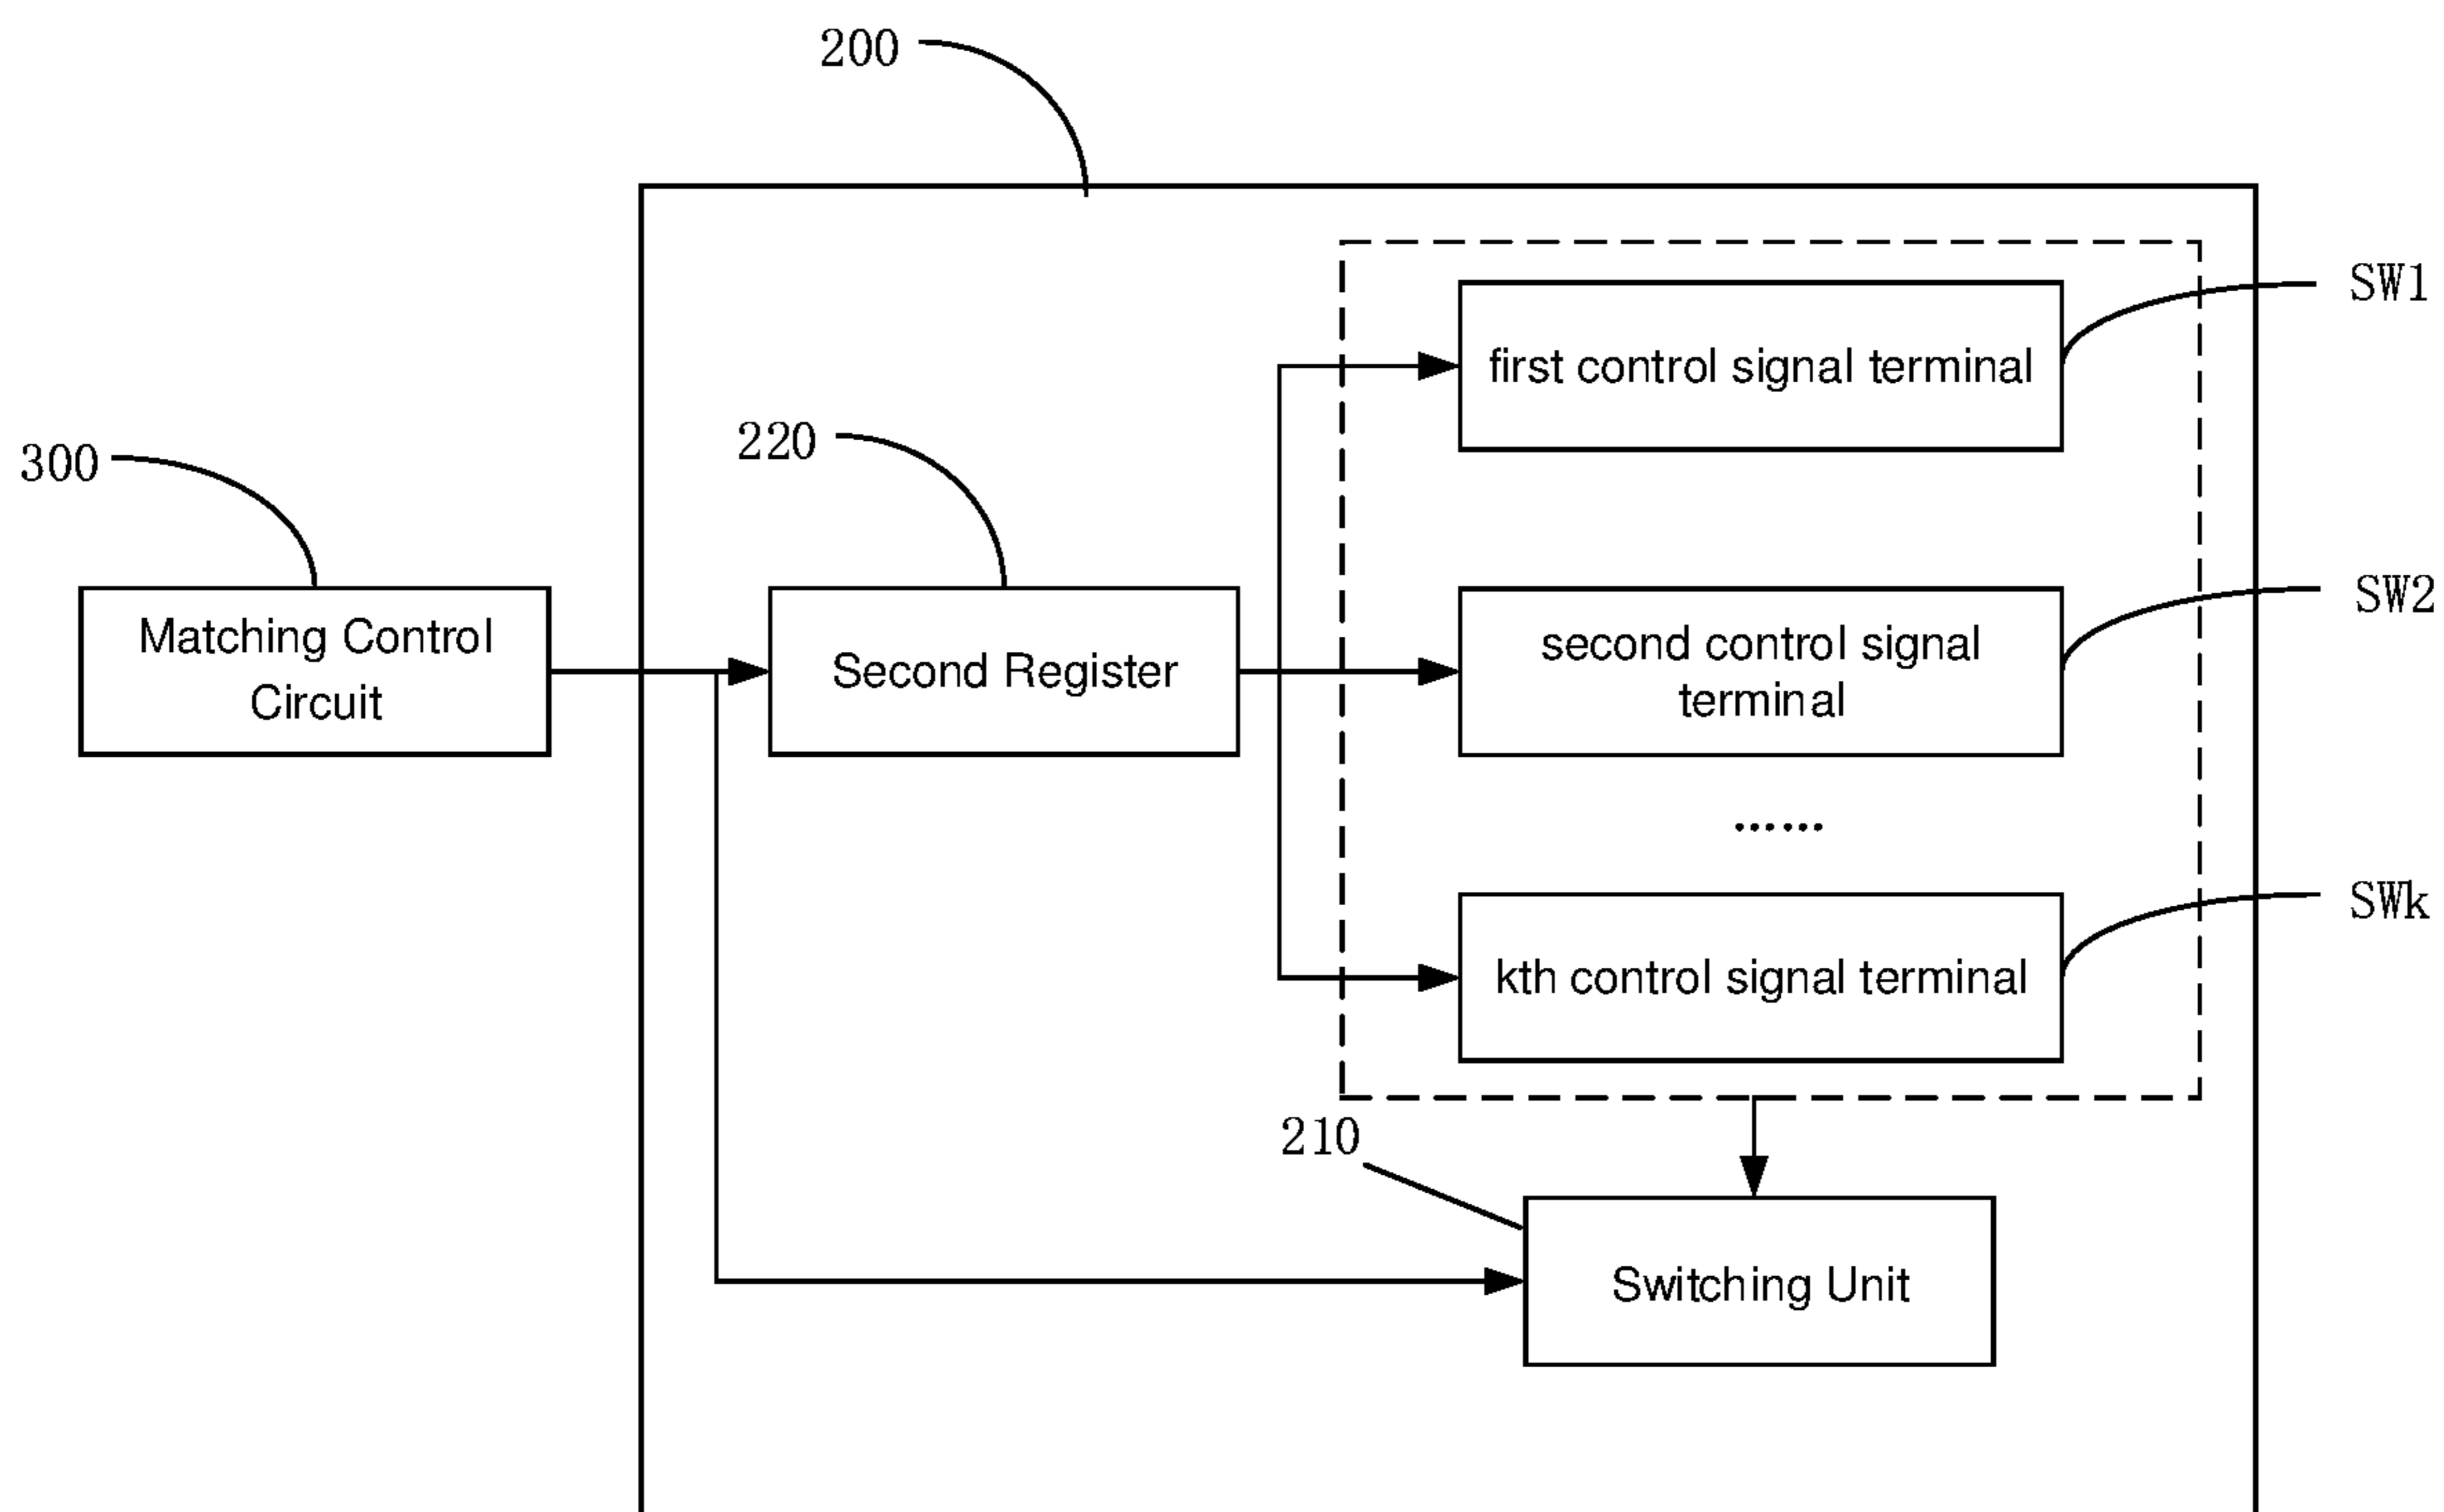 200
SW1
first control signal terminal
220
300
SW2
Matching Control
Circuit
Second Register
second control signal
terminal
......
SWk
kth control signal terminal
210
Switching Unit